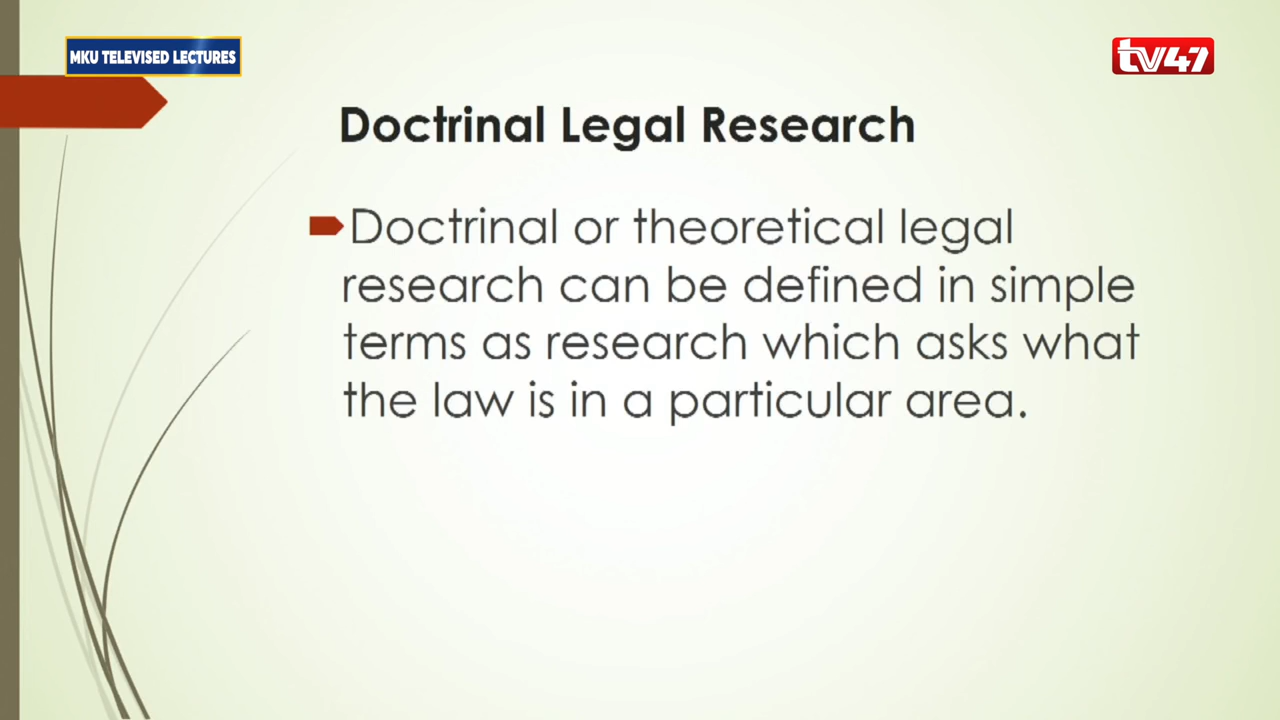 MKU TELEVISED LECTURES
tv47
Doctrinal Legal Research
Doctrinal or theoretical legal
research can be defined in simple
terms as research which asks what
the law is in a particular area.